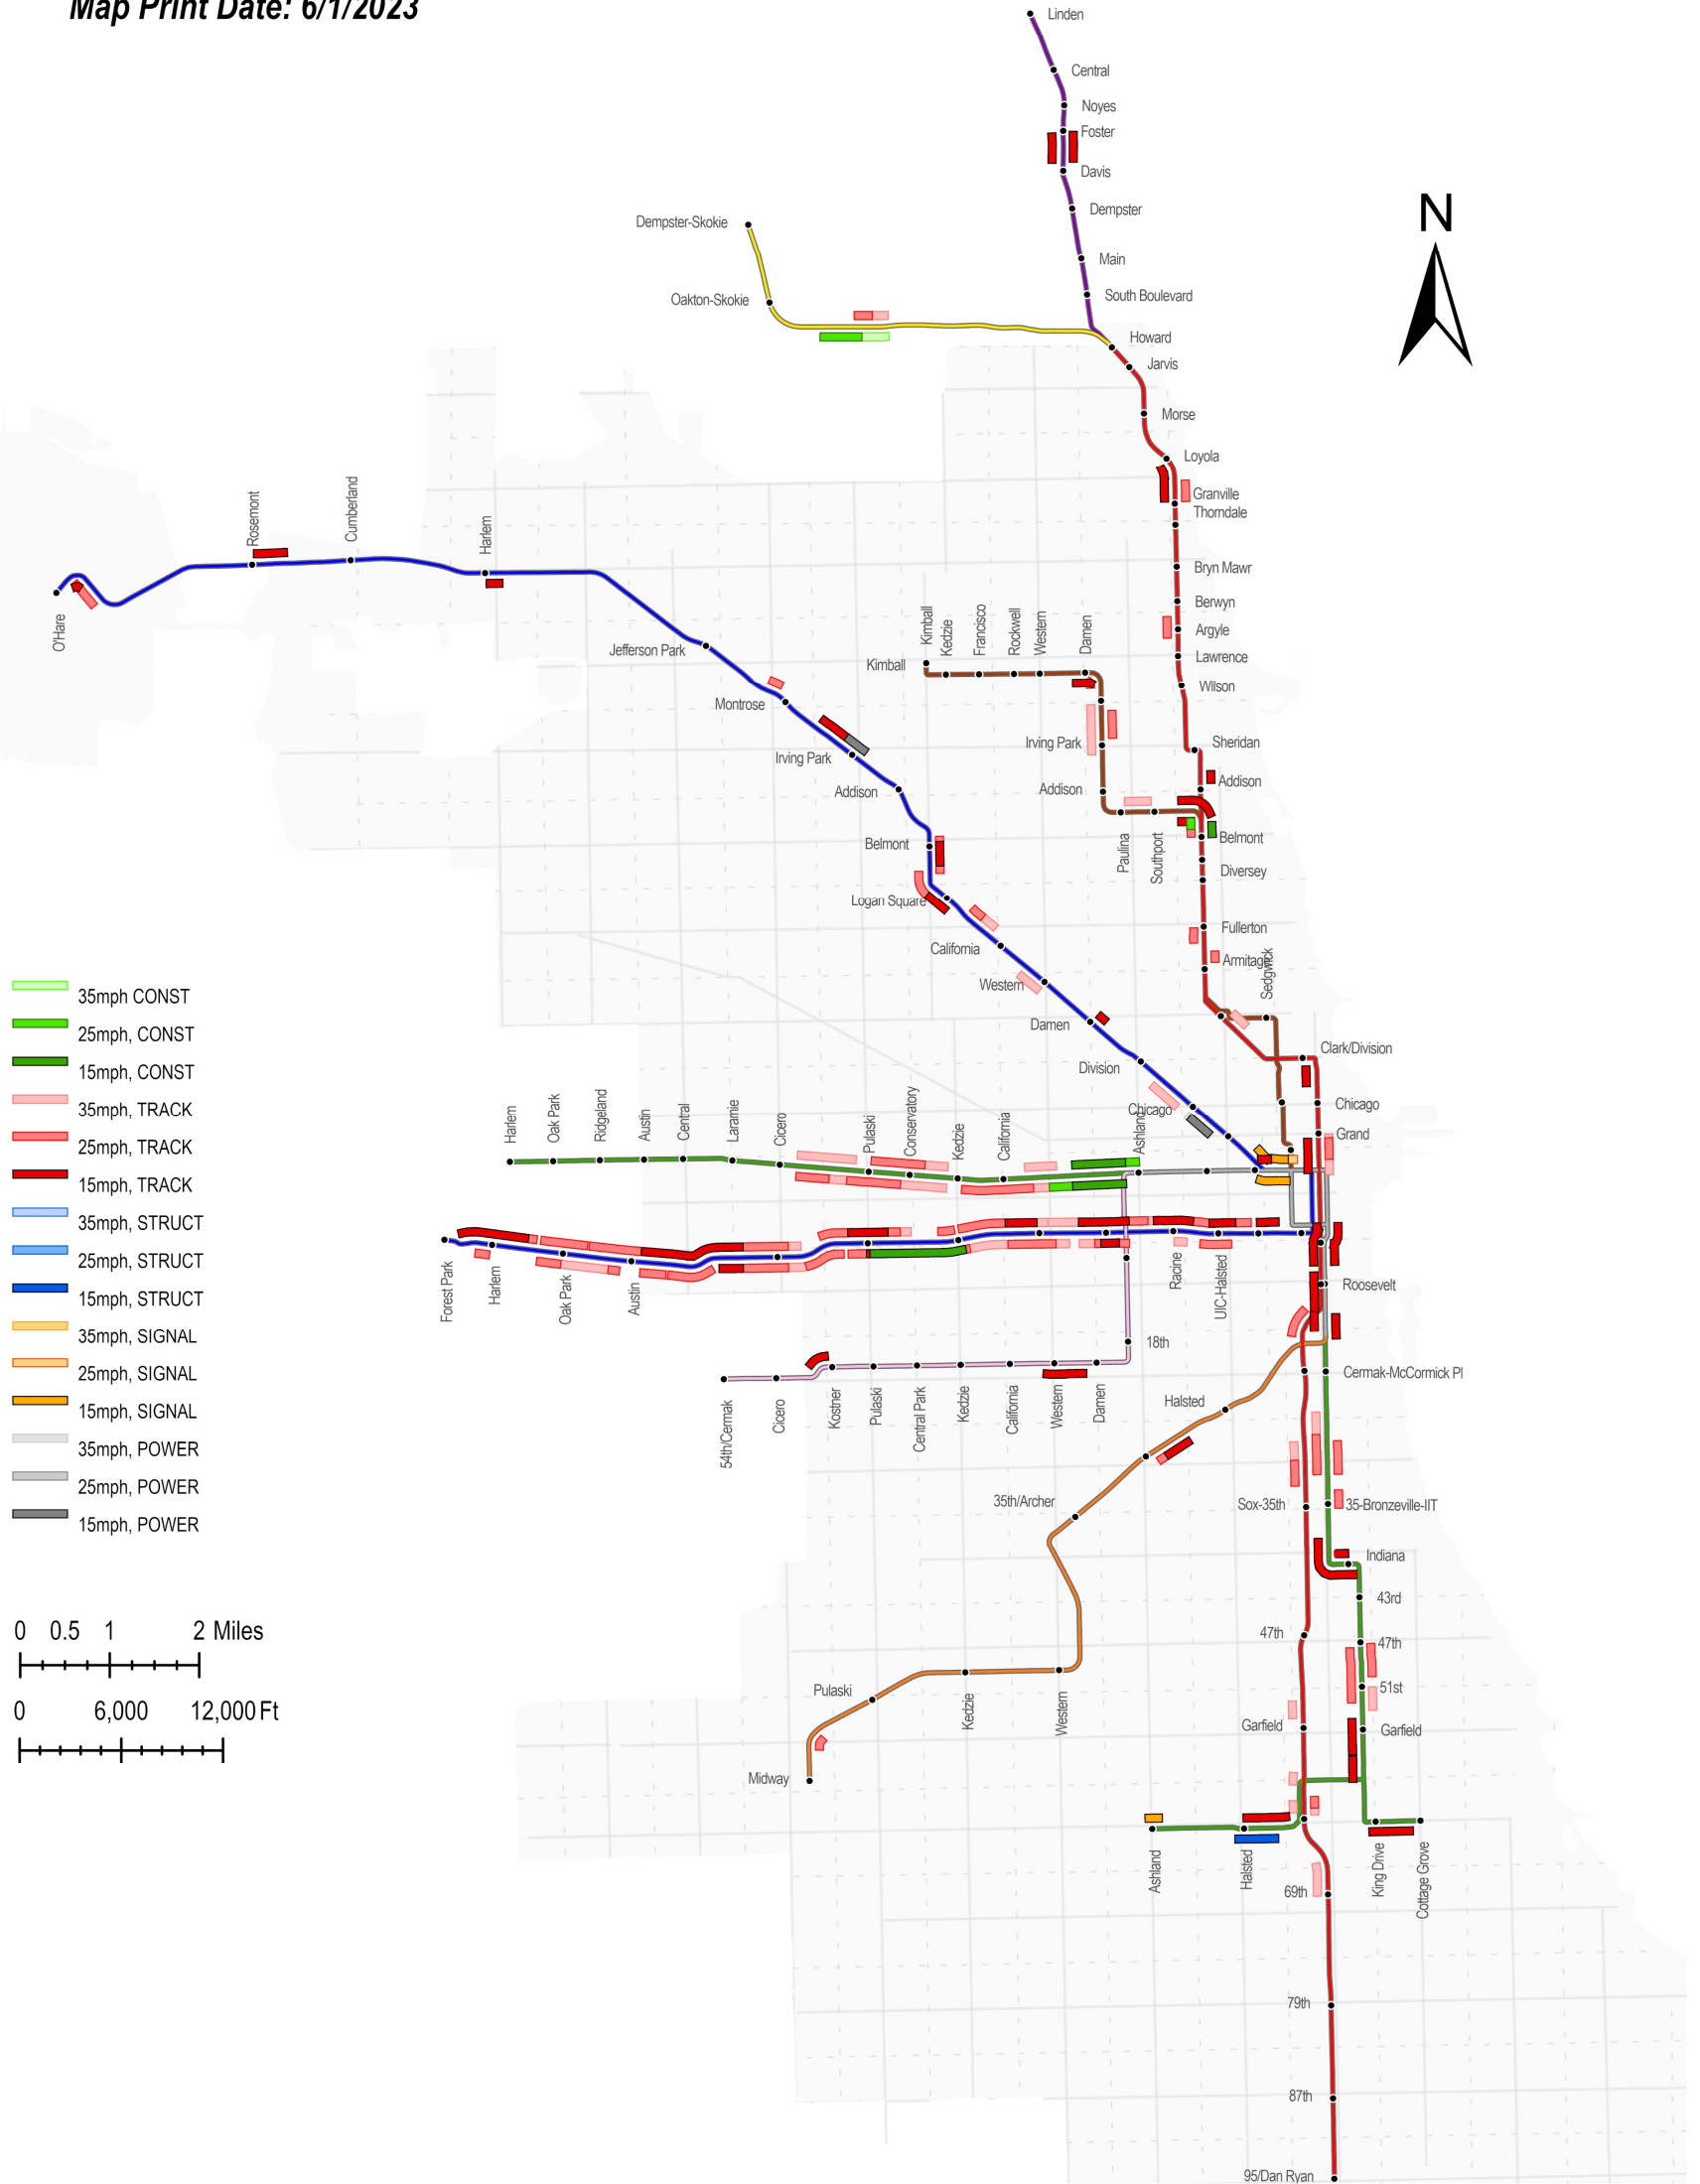 Map Print Date: 6/1/2023
Linden
Central
Noyes
Foster
Davis
Dempster
Main
South Boulevard
Dempster-Skokie
Oakton-Skokie
N
Howard
Jarvis
Morse
Loyola
Granville
Thorndale
Bryn Mawr
Berwyn
Argyle
Lawrence
Wilson
Sheridan
Addison
Belmont
Diversey
Fullerton
Armitage
Sedgwick
Clark/Division
Chicago
Grand
Rosemont
Cumberland
Harlem
O'Hare
Jefferson Park
Montrose
Irving Park
Addison
Belmont
Logan Square
California
Western
Damen
Division
Chicago
Kimball
Kimball
Kedzie
Francisco
Rockwell
Western
Damen
Irving Park
Addison
Paulina
Southport
35mph CONST
25mph, CONST
15mph, CONST
35mph, TRACK
25mph, TRACK
15mph, TRACK
35mph, STRUCT
25mph, STRUCT
15mph, STRUCT
35mph, SIGNAL
25mph, SIGNAL
15mph, SIGNAL
35mph, POWER
25mph, POWER
15mph, POWER
0 0.5 1 2 Miles
0 6,000 12,000 Ft
Harlem
Oak Park
Ridgeland
Austin
Central
Laramie
Cicero
Pulaski
Conservatory
Kedzie
California
Ashland
Forest Park
Harlem
Oak Park
Austin
Racine
UIC-Halsted
Roosevelt
18th
54th/Cermak
Cicero
Kostner
Pulaski
Central Park
Kedzie
California
Western
Damen
Cermak-McCormick Pl
Halsted
35th/Archer
Sox-35th
35-Bronzeville-IIT
Indiana
43rd
47th
47th
51st
Garfield
Garfield
Pulaski
Kedzie
Western
Midway
Ashland
Halsted
King Drive
Cottage Grove
69th
79th
87th
95/Dan Ryan